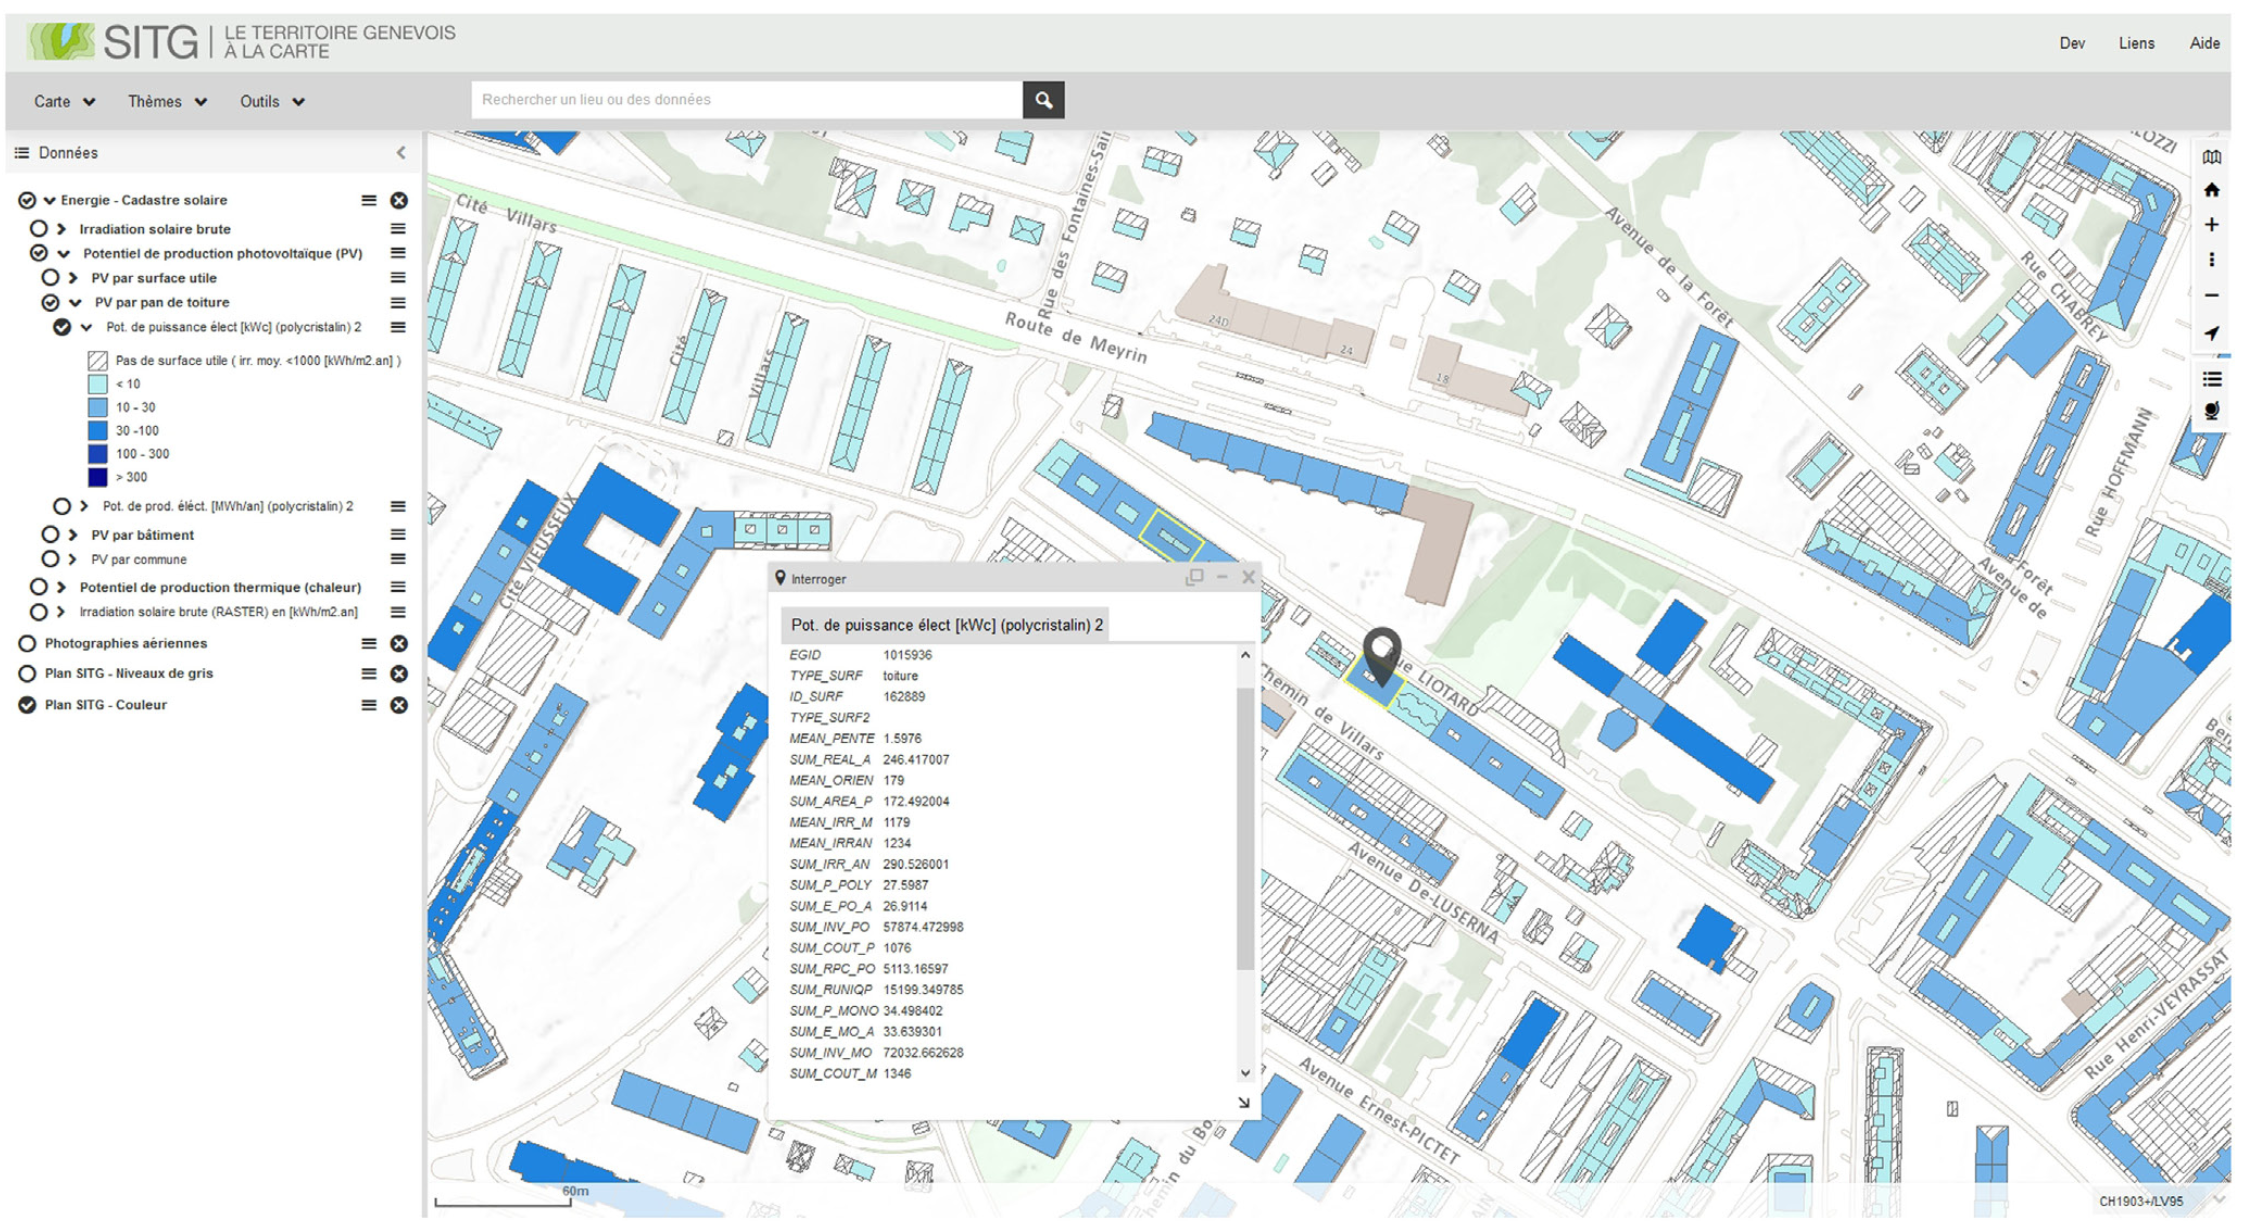 SITG | LE TERRITOIRE GENEVOIS
À LA CARTE
Dev Liens Aide
Carte Thèmes Outils
Rechercher un lieu ou des données
Données
Energie - Cadastre solaire
Irradiation solaire brute
Potentiel de production photovoltaïque (PV)
PV par surface utile
PV par pan de toiture
Pot. de puissance élect [kWc] (polycristalin) 2
Pas de surface utile ( irr. moy. <1000 [kWh/m2.an] )
< 10
10 - 30
30 -100
100 - 300
> 300
Pot. de prod. éléct. [MWh/an] (polycristalin) 2
PV par bâtiment
PV par commune
Potentiel de production thermique (chaleur)
Irradiation solaire brute (RASTER) en [kWh/m2.an]
Photographies aériennes
Plan SITG - Niveaux de gris
Plan SITG - Couleur
Cité Villars
Rue des Fontaines-Sai
Route de Meyrin
Cité Villars
24D
24
18
Avenue de la Forêt
Rue CHABREY
Rue HOFFMANN
Cité VIEUSSEUX
Forêt
Avenue de
Rue LIOTARD
Chemin de Villars
Avenue De-LUSERNA
Avenue Ernest-PICTET
Rue Henri-VEYRASSAT
Interroger
Pot. de puissance élect [kWc] (polycristalin) 2
EGID 1015936
TYPE_SURF toiture
ID_SURF 162889
TYPE_SURF2
MEAN_PENTE 1.5976
SUM_REAL_A 246.417007
MEAN_ORIEN 179
SUM_AREA_P 172.492004
MEAN_IRR_M 1179
MEAN_IRRAN 1234
SUM_IRR_AN 290.526001
SUM_P_POLY 27.5987
SUM_E_PO_A 26.9114
SUM_INV_PO 57874.472998
SUM_COUT_P 1076
SUM_RPC_PO 5113.16597
SUM_RUNIQP 15199.349785
SUM_P_MONO 34.498402
SUM_E_MO_A 33.639301
SUM_INV_MO 72032.662628
SUM_COUT_M 1346
60m
CH1903+/LV95